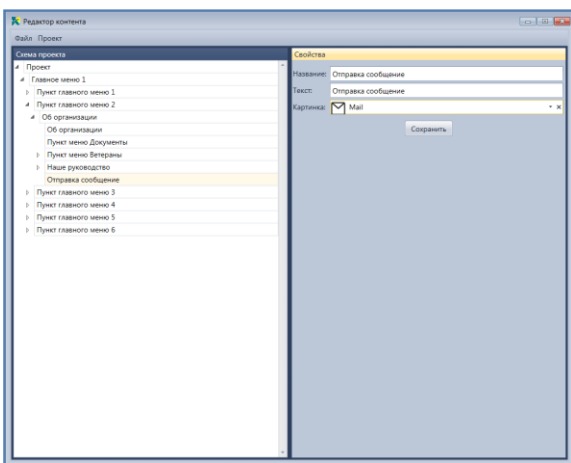 Редактор контента
Файл Проект
Схема проекта
Проект
Главное меню 1
Пункт главного меню 1
Пункт главного меню 2
Об организации
Об организации
Пункт меню Документы
Пункт меню Ветераны
Наше руководство
Отправка сообщение
Пункт главного меню 3
Пункт главного меню 4
Пункт главного меню 5
Пункт главного меню 6
Свойства
Название: Отправка сообщение
Текст: Отправка сообщение
Картинка: Mail
Сохранить